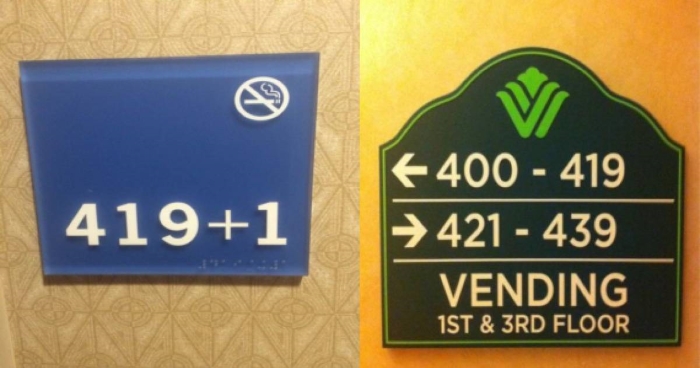 419+1
← 400 - 419
→ 421 - 439
VENDING
1ST & 3RD FLOOR